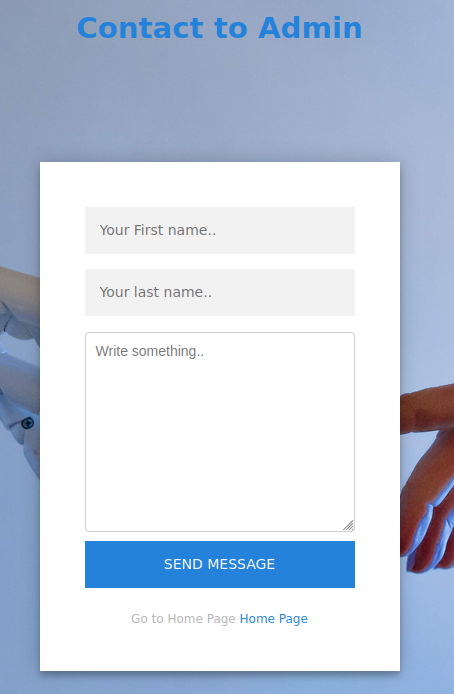 Contact to Admin
Your First name..
Your last name..
Write something..
SEND MESSAGE
Go to Home Page Home Page